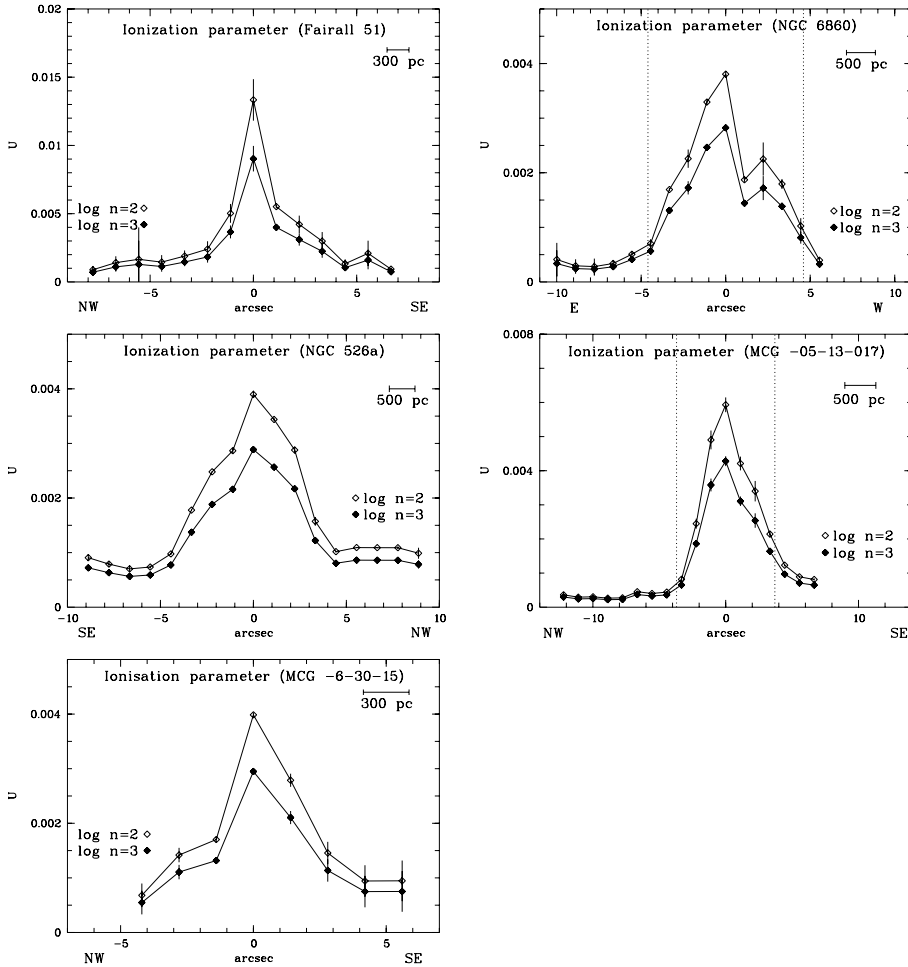 Ionization parameter (Fairall 51)
300 pc
0.02
0.015
0.01
0.005
0
U
log n=2
log n=3
-5
0
5
NW
arcsec
SE
Ionization parameter (NGC 6860)
500 pc
0.004
0.002
0
U
log n=2
log n=3
-10
-5
0
5
10
E
arcsec
W
Ionization parameter (NGC 526a)
500 pc
0.004
0.002
0
U
log n=2
log n=3
-10
-5
0
5
10
SE
arcsec
NW
Ionization parameter (MCG -05-13-017)
500 pc
0.008
0.004
0
U
log n=2
log n=3
-10
0
10
NW
arcsec
SE
Ionisation parameter (MCG -6-30-15)
300 pc
0.004
0.002
0
U
log n=2
log n=3
-5
0
5
NW
arcsec
SE